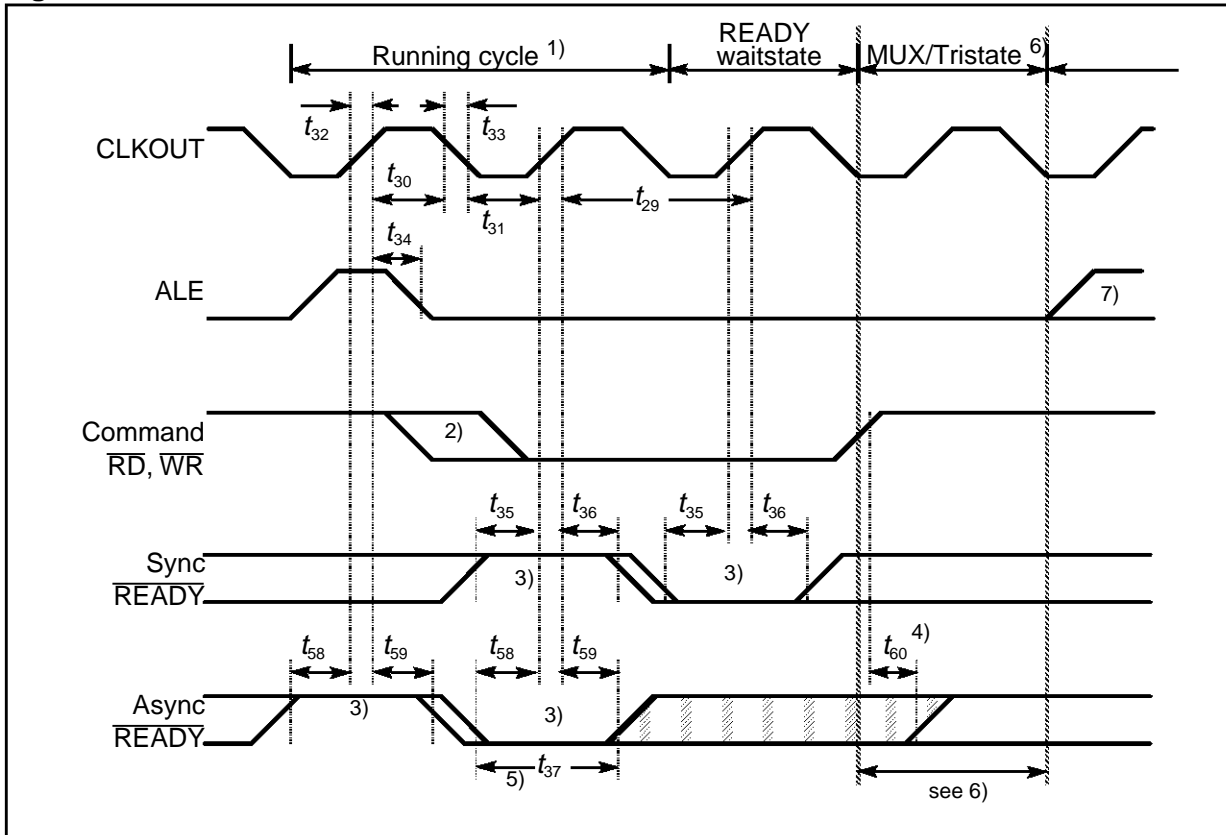 Running cycle 1)
READY
waitstate
MUX/Tristate 6)
t32
t33
CLKOUT
t30
t31
t29
t34
ALE
7)
Command
RD, WR
2)
t35
t36
t35
t36
Sync
READY
3)
3)
t58
t59
t58
t59
t60 4)
Async
READY
3)
3)
5)
t37
see 6)